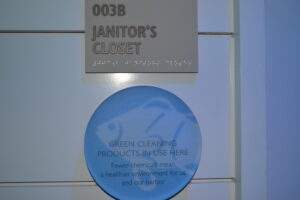 003B
JANITOR'S
CLOSET
GREEN CLEANING
PRODUCTS IN USE HERE
Fewer chemicals mean
a healthier environment for us
and our harbor